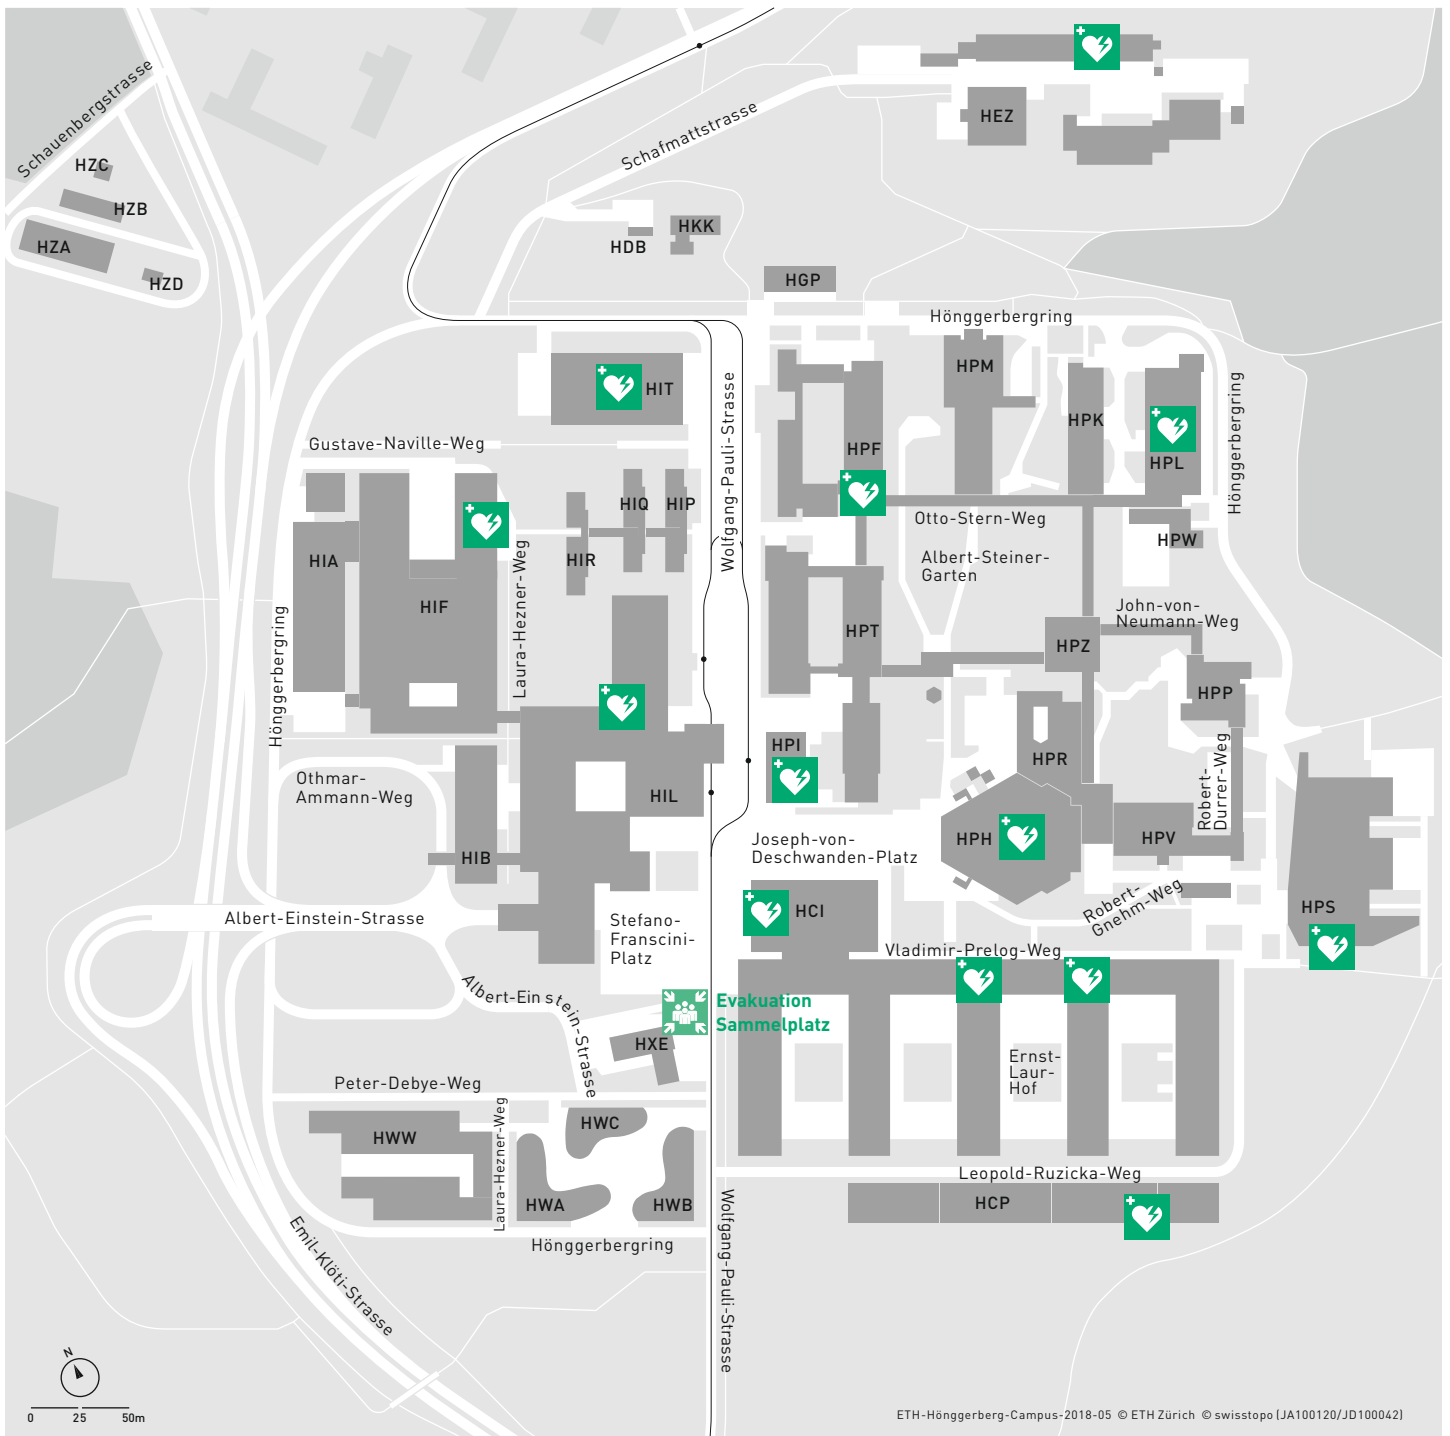 Schauenbergstrasse
Schafmattstrasse
HEZ
HZC
HZB
HZA
HZD
HKK
HDB
HGP
Hönggerbergring
HPM
HIT
Wolfgang-Pauli-Strasse
HPK
Hönggerbergring
Gustave-Naville-Weg
HPF
HPL
HIQ
HIP
Otto-Stern-Weg
HPW
HIA
HIR
Albert-Steiner-
Garten
HIF
Laura-Hezner-Weg
John-von-
Neumann-Weg
HPT
HPZ
Hönggerbergring
HPP
HPI
HPR
Robert-
Durrer-Weg
Othmar-
Ammann-Weg
HIL
HPH
HPV
Joseph-von-
Deschwanden-Platz
HIB
Robert-
Gnehm-Weg
HPS
HCI
Albert-Einstein-Strasse
Stefano-
Franscini-
Platz
Vladimir-Prelog-Weg
Albert-Einstein-Strasse
Evakuation
Sammelplatz
HXE
Ernst-
Laur-
Hof
Peter-Debye-Weg
HWC
HWW
Laura-Hezner-Weg
Leopold-Ruzicka-Weg
HWA
HWB
HCP
Wolfgang-Pauli-Strasse
Hönggerbergring
Emil-Klöti-Strasse
N
0 25 50m
ETH-Hönggerberg-Campus-2018-05 © ETH Zürich © swisstopo (JA100120/JD100042)